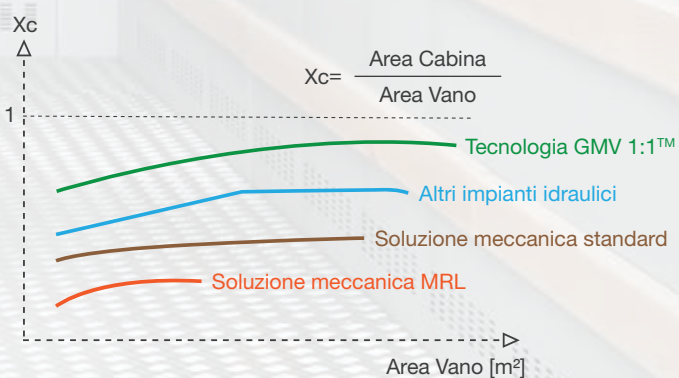 Xc
Xc= Area Cabina
Area Vano
1
Tecnologia GMV 1:1™
Altri impianti idraulici
Soluzione meccanica standard
Soluzione meccanica MRL
Area Vano [m²]